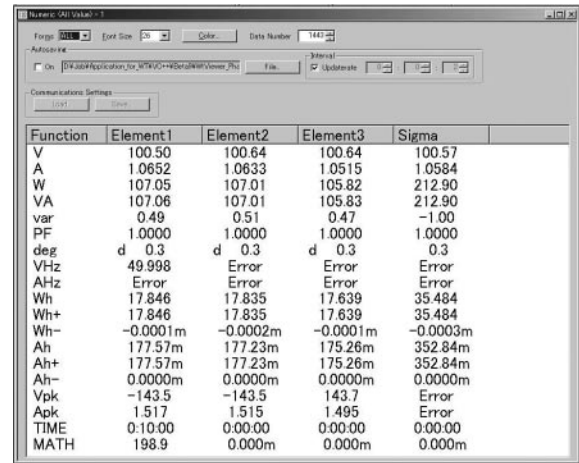 Numeric (All Value) - 1
Forms ALL Font Size 26 Color... Data Number 1443
Autosaving
On File...
Interval
Updaterate 0 : 0 : 0
Communications Settings
Load Save...
Function Element1 Element2 Element3 Sigma
V 100.50 100.64 100.64 100.57
A 1.0652 1.0633 1.0515 1.0584
W 107.05 107.01 105.82 212.90
VA 107.06 107.01 105.83 212.90
var 0.49 0.51 0.47 -1.00
PF 1.0000 1.0000 1.0000 1.0000
deg d 0.3 d 0.3 d 0.3 0.3
VHz 49.998 Error Error Error
AHz Error Error Error Error
Wh 17.846 17.835 17.639 35.484
Wh+ 17.846 17.835 17.639 35.484
Wh- -0.0001m -0.0002m -0.0001m -0.0003m
Ah 177.57m 177.23m 175.26m 352.84m
Ah+ 177.57m 177.23m 175.26m 352.84m
Ah- 0.0000m 0.0000m 0.0000m 0.0000m
Vpk -143.5 -143.5 143.7 Error
Apk 1.517 1.515 1.495 Error
TIME 0:10:00 0:00:00 0:00:00 0:00:00
MATH 198.9 0.000m 0.000m 0.000m